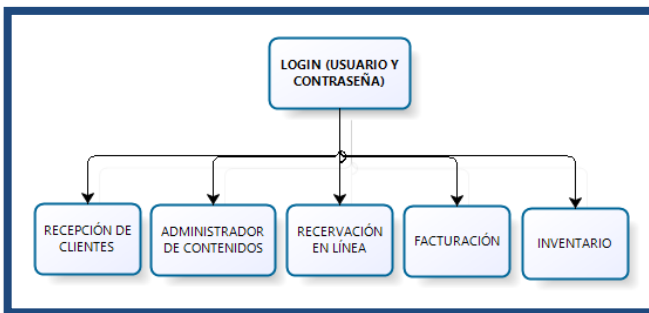 LOGIN (USUARIO Y
CONTRASEÑA)
RECEPCIÓN DE
CLIENTES
ADMINISTRADOR
DE CONTENIDOS
RECERVACIÓN
EN LÍNEA
FACTURACIÓN
INVENTARIO